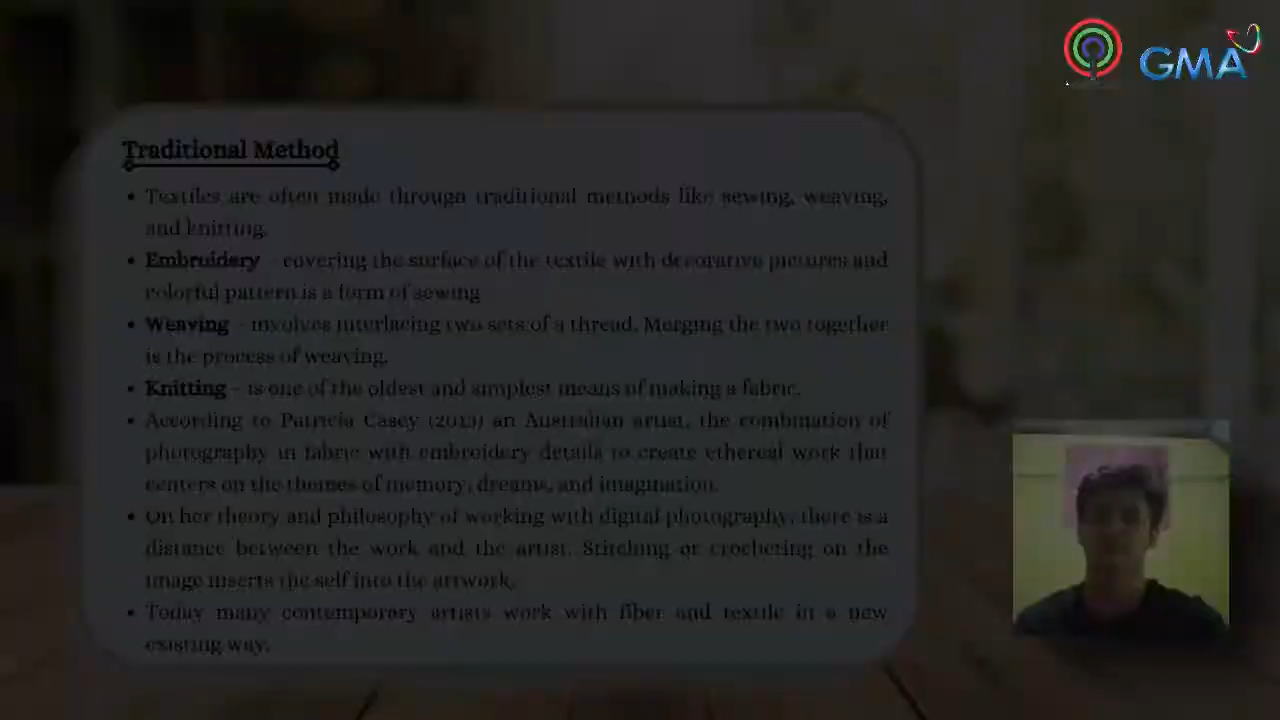 GMA
Traditional Method
• Textiles are often made through traditional methods like sewing, weaving,
and knitting.
• Embroidery - covering the surface of the textile with decorative pictures and
colorful pattern is a form of sewing
• Weaving - involves interlacing two sets of a thread. Merging the two together
is the process of weaving.
• Knitting - is one of the oldest and simplest means of making a fabric.
• According to Patricia Casey (2013) an Australian artist, the combination of
photography in fabric with embroidery details to create ethereal work that
centers on the themes of memory, dreams, and imagination.
• On her theory and philosophy of working with digital photography, there is a
distance between the work and the artist. Stitching or crocheting on the
image inserts the self into the artwork.
• Today many contemporary artists work with fiber and textile in a new
existing way.